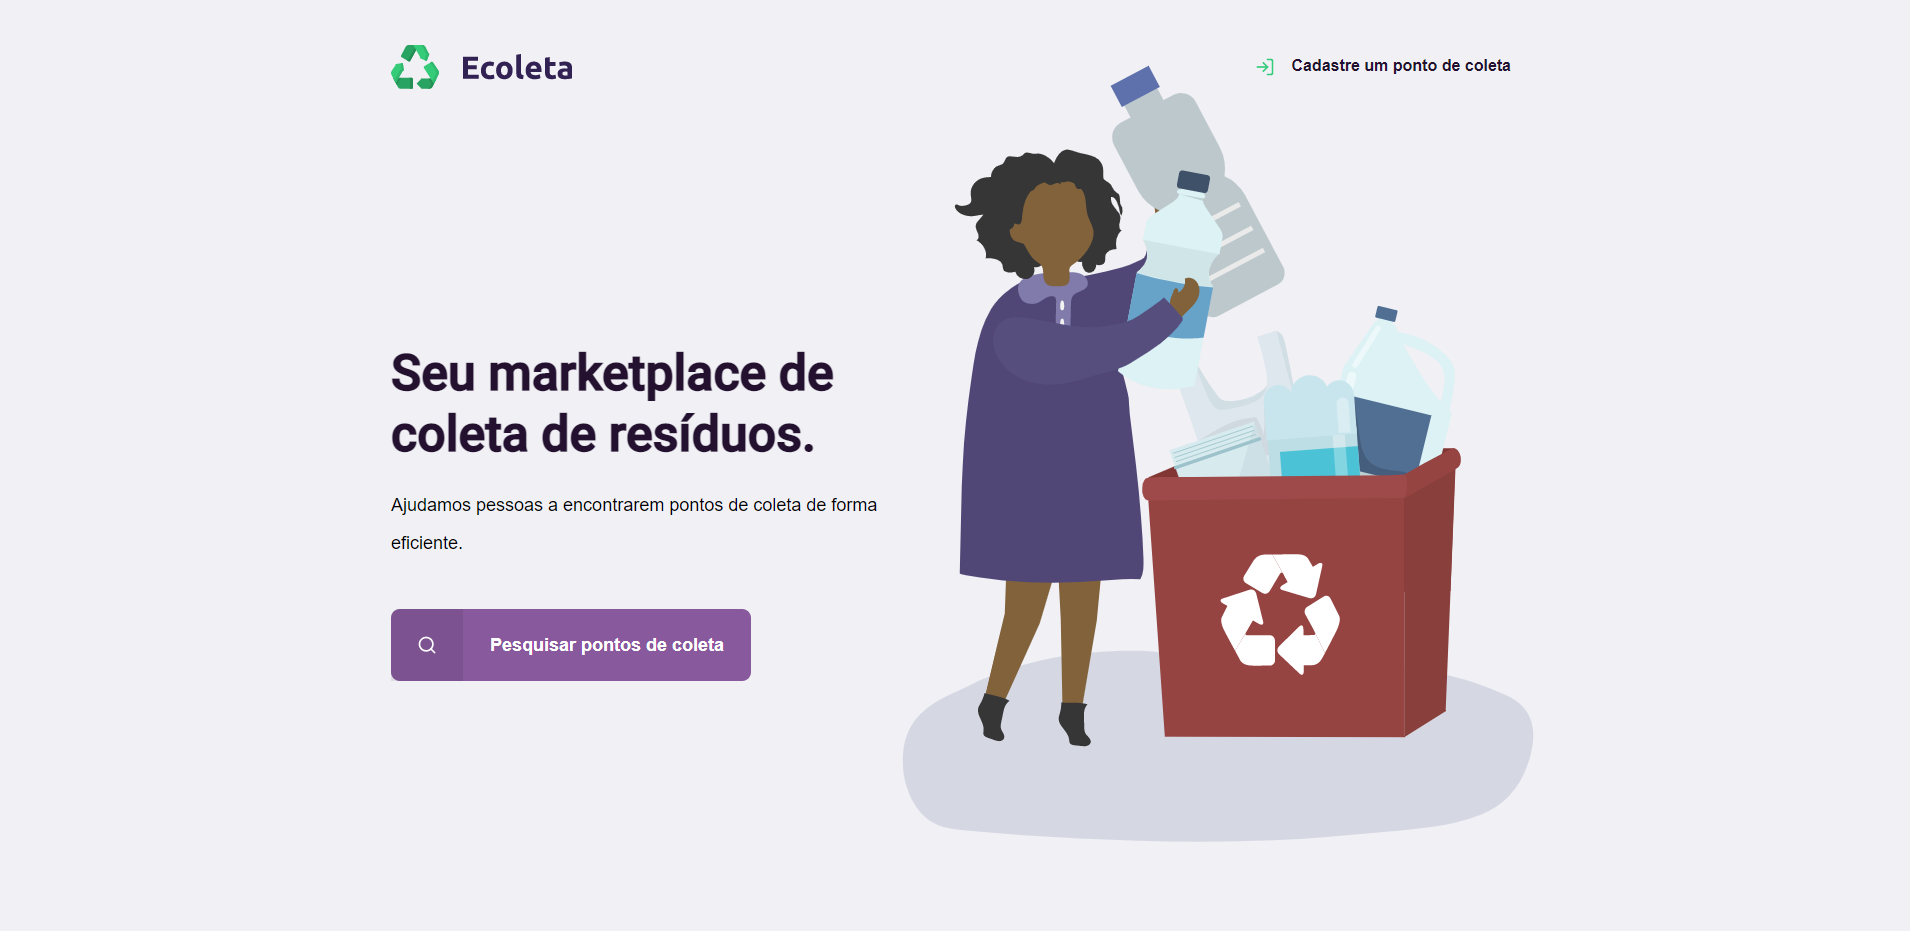 Ecoleta
Cadastre um ponto de coleta
Seu marketplace de
coleta de resíduos.
Ajudamos pessoas a encontrarem pontos de coleta de forma
eficiente.
Pesquisar pontos de coleta